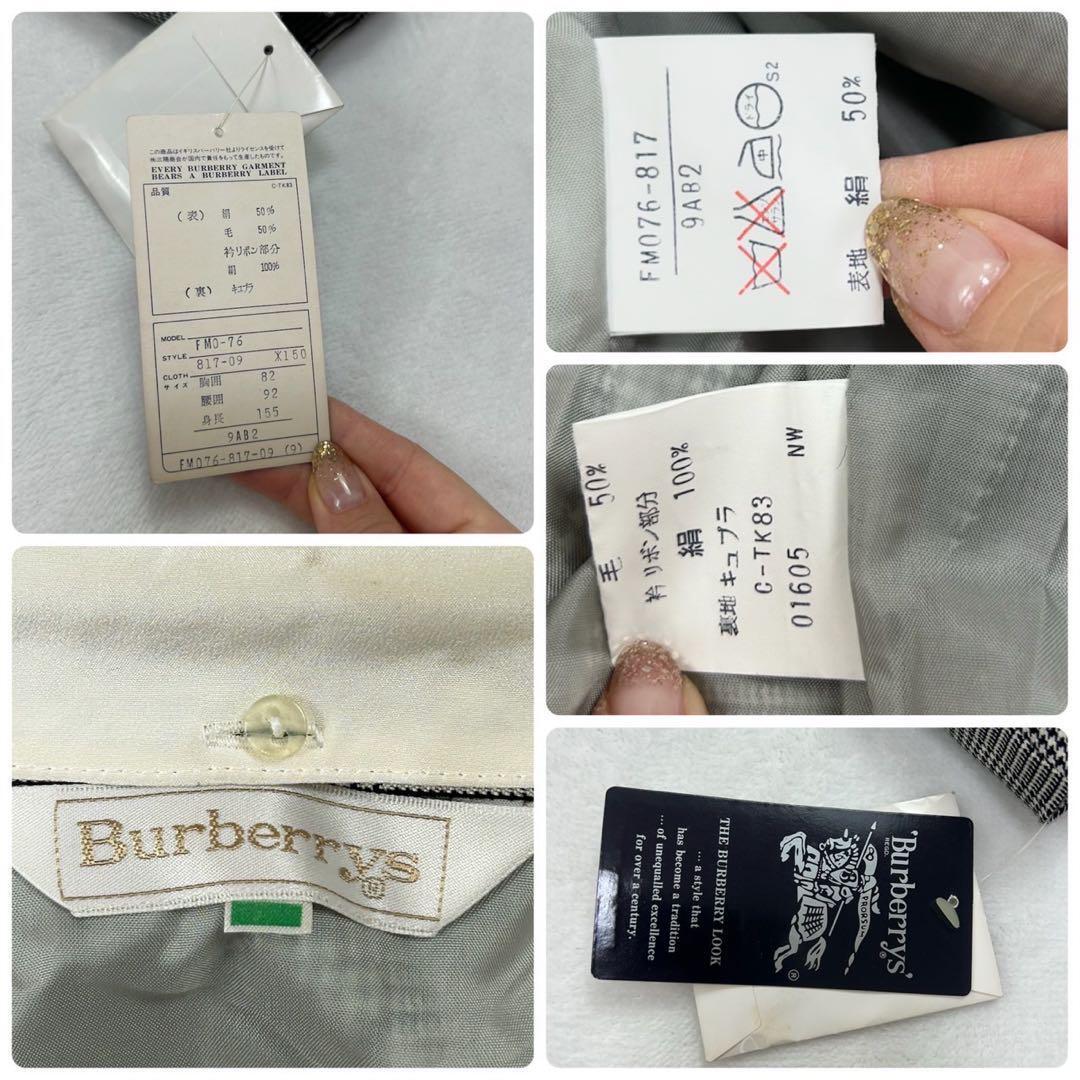 この商品はイギリスバーバリー社よりライセンスを受けて
㈱三陽商会が国内で責任をもって生産したものです。
EVERY BURBERRY GARMENT
BEARS A BURBERRY LABEL
品質 C-TK83
(表) 絹 50%
毛 50%
衿リボン部分
絹 100%
(裏) キュプラ
MODEL FM0-76
STYLE 817-09 X150
CLOTH
サイズ 胸囲 82
腰囲 92
身長 155
9AB2
FM076-817-09 (9)
FM076-817
9AB2
中
ドライ
S2
表地 絹 50%
毛 50%
衿リボン部分
絹 100%
裏地 キュプラ
C-TK83
01605 NW
Burberrys®
'Burberrys'®
REGD.
PRORSUM
®
THE BURBERRY LOOK
... a style that
has become a tradition
... of unequalled excellence
for over a century.